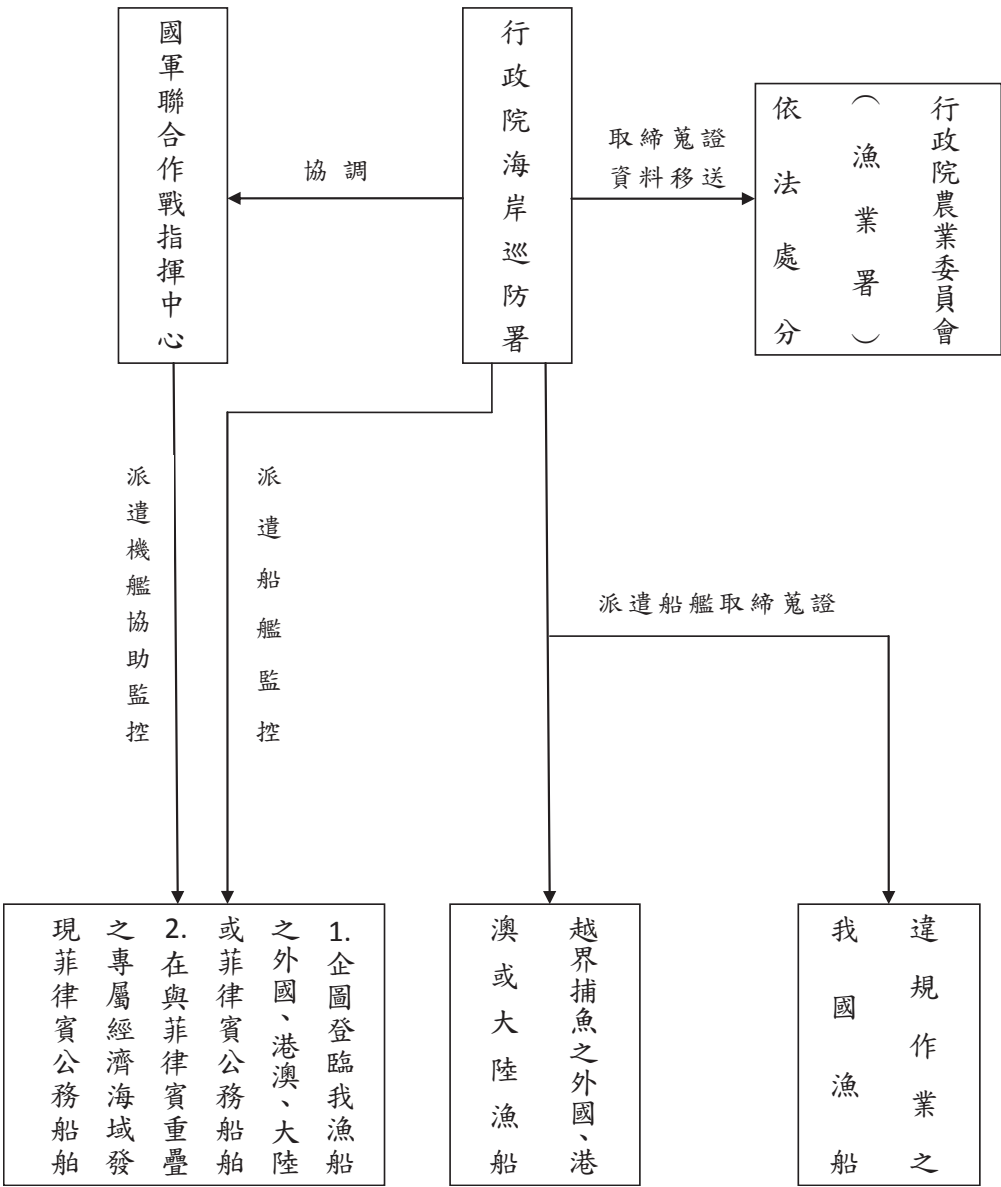 國軍聯合作戰指揮中心
協調
行政院海岸巡防署
取締蒐證
資料移送
行政院農業委員會
（漁業署）
依法處分
派遣機艦協助監控
派遣船艦監控
派遣船艦取締蒐證
1.企圖登臨我漁船
之外國、港澳、大陸
或菲律賓公務船舶
2.在與菲律賓重疊
之專屬經濟海域發
現菲律賓公務船舶
越界捕魚之外國、港
澳或大陸漁船
違規作業之
我國漁船